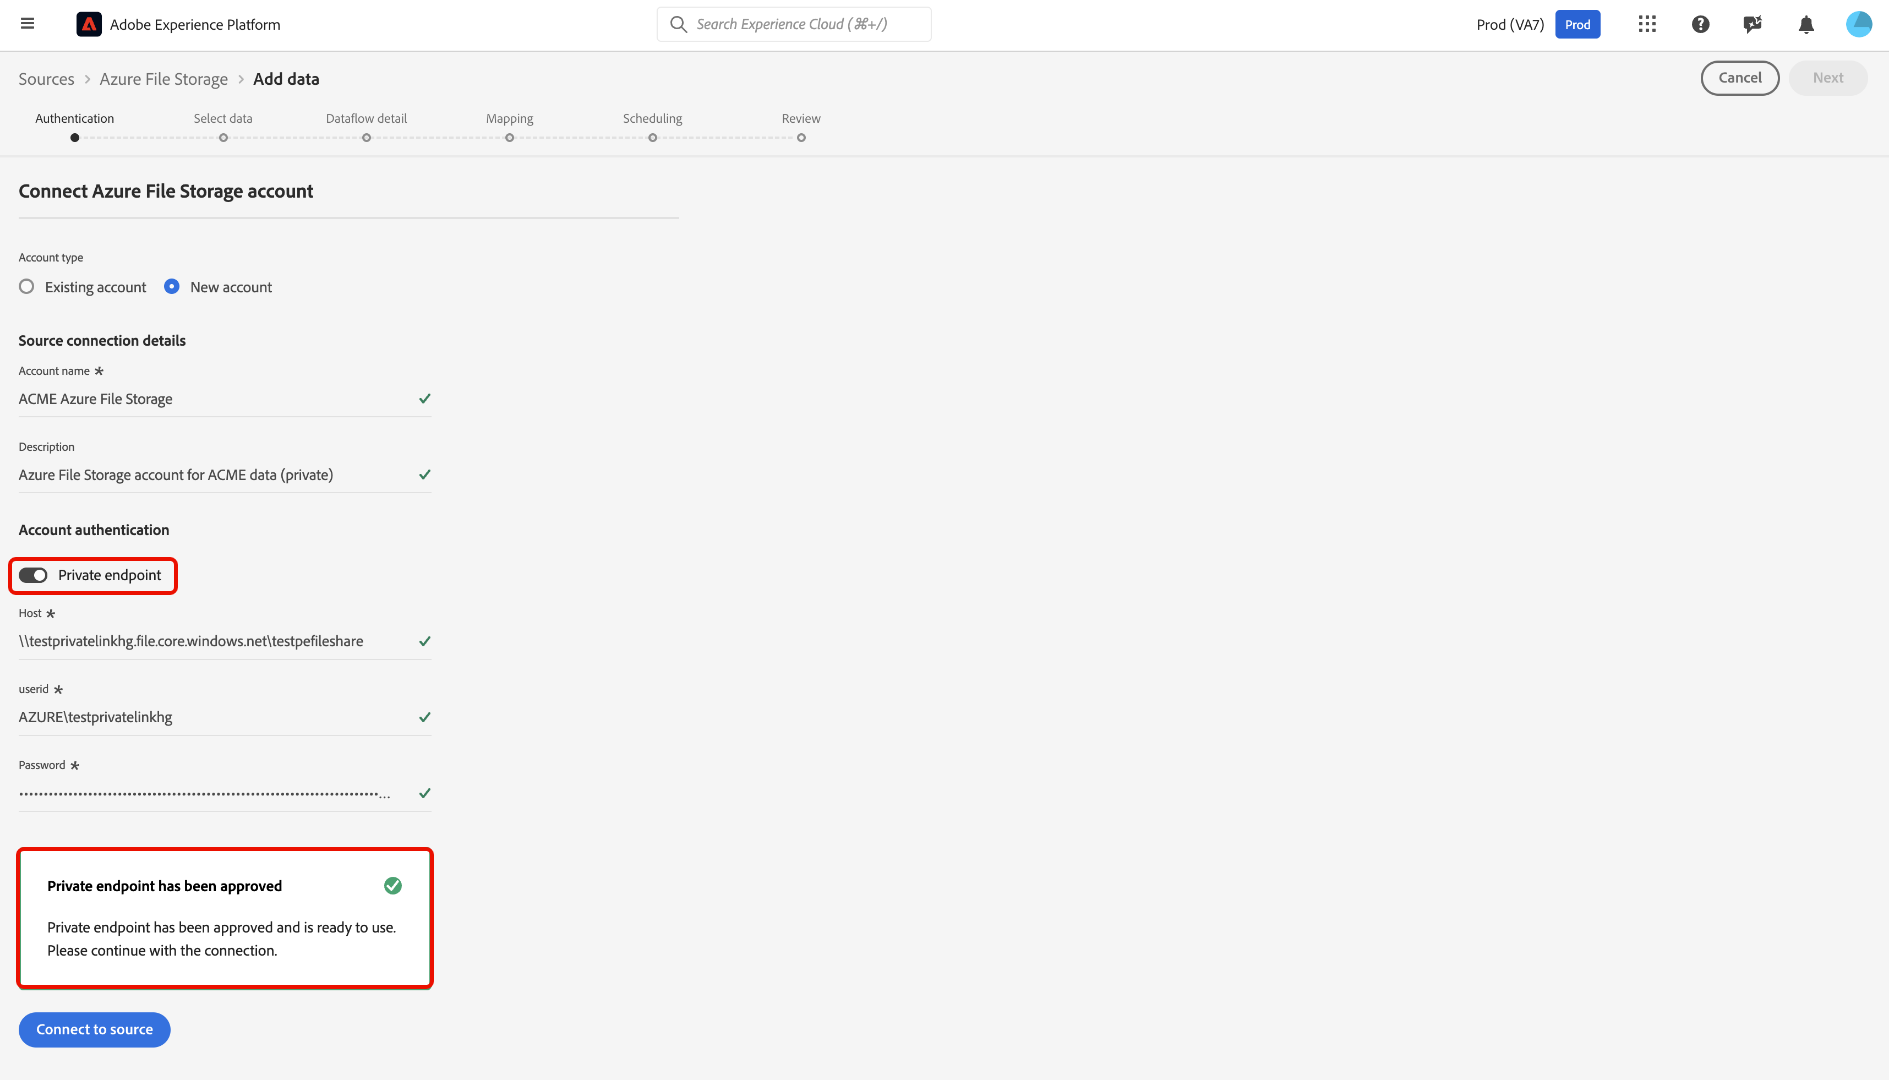 Adobe Experience Platform
Search Experience Cloud (⌘+/)
Prod (VA7)
Prod
Sources > Azure File Storage > Add data
Cancel
Next
Authentication
Select data
Dataflow detail
Mapping
Scheduling
Review
Connect Azure File Storage account
Account type
Existing account
New account
Source connection details
Account name *
ACME Azure File Storage
Description
Azure File Storage account for ACME data (private)
Account authentication
Private endpoint
Host *
\\testprivatelinkhg.file.core.windows.net\testpefileshare
userid *
AZURE\testprivatelinkhg
Password *
Private endpoint has been approved
Private endpoint has been approved and is ready to use.
Please continue with the connection.
Connect to source